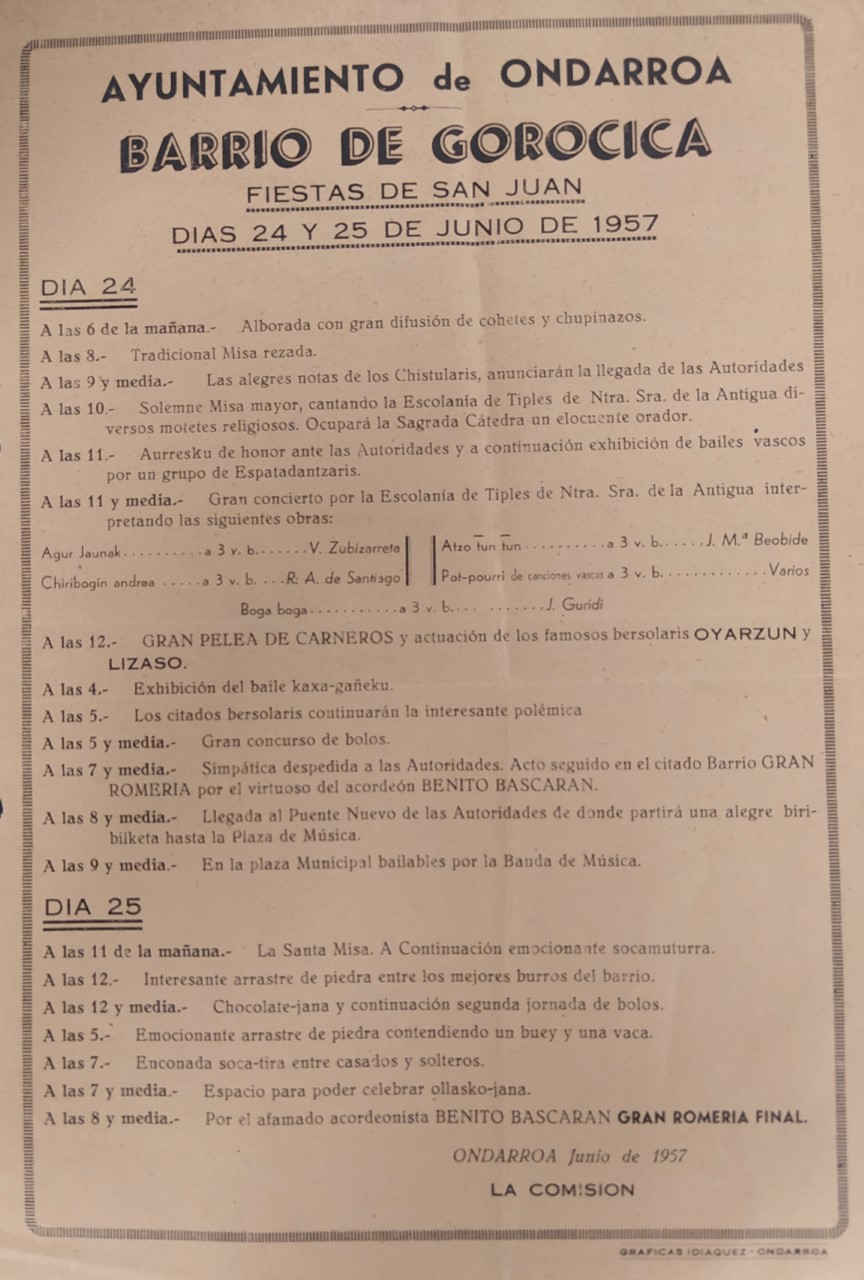 AYUNTAMIENTO de ONDARROA
BARRIO DE GOROCICA
FIESTAS DE SAN JUAN
DIAS 24 Y 25 DE JUNIO DE 1957
DIA 24
A las 6 de la mañana.- Alborada con gran difusión de cohetes y chupinazos.
A las 8.- Tradicional Misa rezada.
A las 9 y media.- Las alegres notas de los Chistularis, anunciarán la llegada de las Autoridades
A las 10.- Solemne Misa mayor, cantando la Escolanía de Tiples de Ntra. Sra. de la Antigua di-
versos motetes religiosos. Ocupará la Sagrada Cátedra un elocuente orador.
A las 11.- Aurresku de honor ante las Autoridades y a continuación exhibición de bailes vascos
por un grupo de Espatadantzaris.
A las 11 y media.- Gran concierto por la Escolanía de Tiples de Ntra. Sra. de la Antigua inter-
pretando las siguientes obras:
Agur Jaunak..........a 3 v. b.......V. Zubizarreta
Chiribogin andrea .....a 3 v. b. ...R. A. de Santiago
Atzo tun tun ..........a 3 v. b......J. M.ª Beobide
Pot-pourri de canciones vascas a 3 v. b.............Varios
Boga boga...........a 3 v. b.... .......J. Guridi
A las 12.- GRAN PELEA DE CARNEROS y actuación de los famosos bersolaris OYARZUN y
LIZASO.
A las 4.- Exhibición del baile kaxa-gañeku.
A las 5.- Los citados bersolaris continuarán la interesante polémica
A las 5 y media.- Gran concurso de bolos.
A las 7 y media.- Simpática despedida a las Autoridades. Acto seguido en el citado Barrio GRAN
ROMERIA por el virtuoso del acordeón BENITO BASCARAN.
A las 8 y media.- Llegada al Puente Nuevo de las Autoridades de donde partirá una alegre biri-
bilketa hasta la Plaza de Música.
A las 9 y media.- En la plaza Municipal bailables por la Banda de Música.
DIA 25
A las 11 de la mañana.- La Santa Misa. A Continuación emocionante socamuturra.
A las 12.- Interesante arrastre de piedra entre los mejores burros del barrio.
A las 12 y media.- Chocolate-jana y continuación segunda jornada de bolos.
A las 5.- Emocionante arrastre de piedra contendiendo un buey y una vaca.
A las 7.- Enconada soca-tira entre casados y solteros.
A las 7 y media.- Espacio para poder celebrar ollasko-jana.
A las 8 y media.- Por el afamado acordeonista BENITO BASCARAN GRAN ROMERIA FINAL.
ONDARROA Junio de 1957
LA COMISION
GRAFICAS IDIAQUEZ - ONDARROA